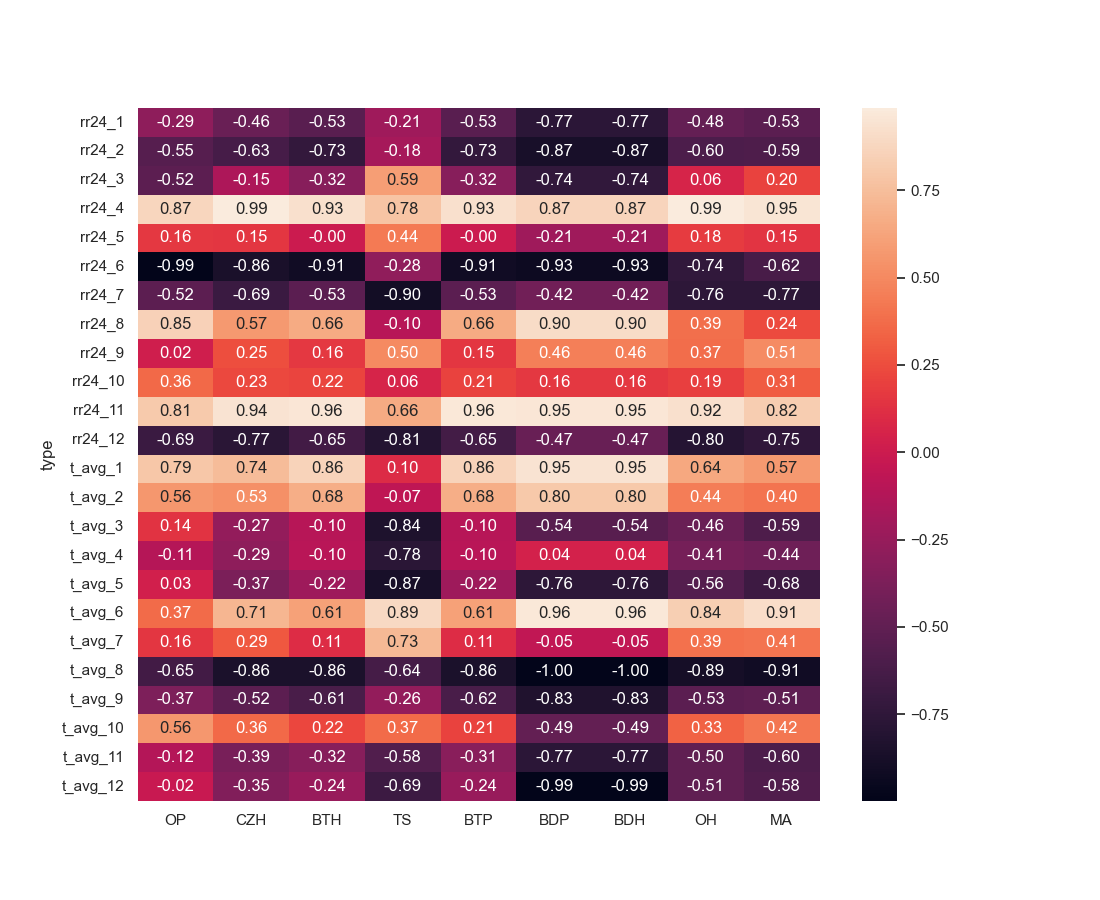 rr24_1 -0.29 -0.46 -0.53 -0.21 -0.53 -0.77 -0.77 -0.48 -0.53
rr24_2 -0.55 -0.63 -0.73 -0.18 -0.73 -0.87 -0.87 -0.60 -0.59
rr24_3 -0.52 -0.15 -0.32 0.59 -0.32 -0.74 -0.74 0.06 0.20
0.75
rr24_4 0.87 0.99 0.93 0.78 0.93 0.87 0.87 0.99 0.95
rr24_5 0.16 0.15 -0.00 0.44 -0.00 -0.21 -0.21 0.18 0.15
rr24_6 -0.99 -0.86 -0.91 -0.28 -0.91 -0.93 -0.93 -0.74 -0.62
0.50
rr24_7 -0.52 -0.69 -0.53 -0.90 -0.53 -0.42 -0.42 -0.76 -0.77
rr24_8 0.85 0.57 0.66 -0.10 0.66 0.90 0.90 0.39 0.24
rr24_9 0.02 0.25 0.16 0.50 0.15 0.46 0.46 0.37 0.51
0.25
rr24_10 0.36 0.23 0.22 0.06 0.21 0.16 0.16 0.19 0.31
rr24_11 0.81 0.94 0.96 0.66 0.96 0.95 0.95 0.92 0.82
rr24_12 -0.69 -0.77 -0.65 -0.81 -0.65 -0.47 -0.47 -0.80 -0.75
0.00
type
t_avg_1 0.79 0.74 0.86 0.10 0.86 0.95 0.95 0.64 0.57
t_avg_2 0.56 0.53 0.68 -0.07 0.68 0.80 0.80 0.44 0.40
t_avg_3 0.14 -0.27 -0.10 -0.84 -0.10 -0.54 -0.54 -0.46 -0.59
-0.25
t_avg_4 -0.11 -0.29 -0.10 -0.78 -0.10 0.04 0.04 -0.41 -0.44
t_avg_5 0.03 -0.37 -0.22 -0.87 -0.22 -0.76 -0.76 -0.56 -0.68
t_avg_6 0.37 0.71 0.61 0.89 0.61 0.96 0.96 0.84 0.91
-0.50
t_avg_7 0.16 0.29 0.11 0.73 0.11 -0.05 -0.05 0.39 0.41
t_avg_8 -0.65 -0.86 -0.86 -0.64 -0.86 -1.00 -1.00 -0.89 -0.91
t_avg_9 -0.37 -0.52 -0.61 -0.26 -0.62 -0.83 -0.83 -0.53 -0.51
-0.75
t_avg_10 0.56 0.36 0.22 0.37 0.21 -0.49 -0.49 0.33 0.42
t_avg_11 -0.12 -0.39 -0.32 -0.58 -0.31 -0.77 -0.77 -0.50 -0.60
t_avg_12 -0.02 -0.35 -0.24 -0.69 -0.24 -0.99 -0.99 -0.51 -0.58
OP CZH BTH TS BTP BDP BDH OH MA